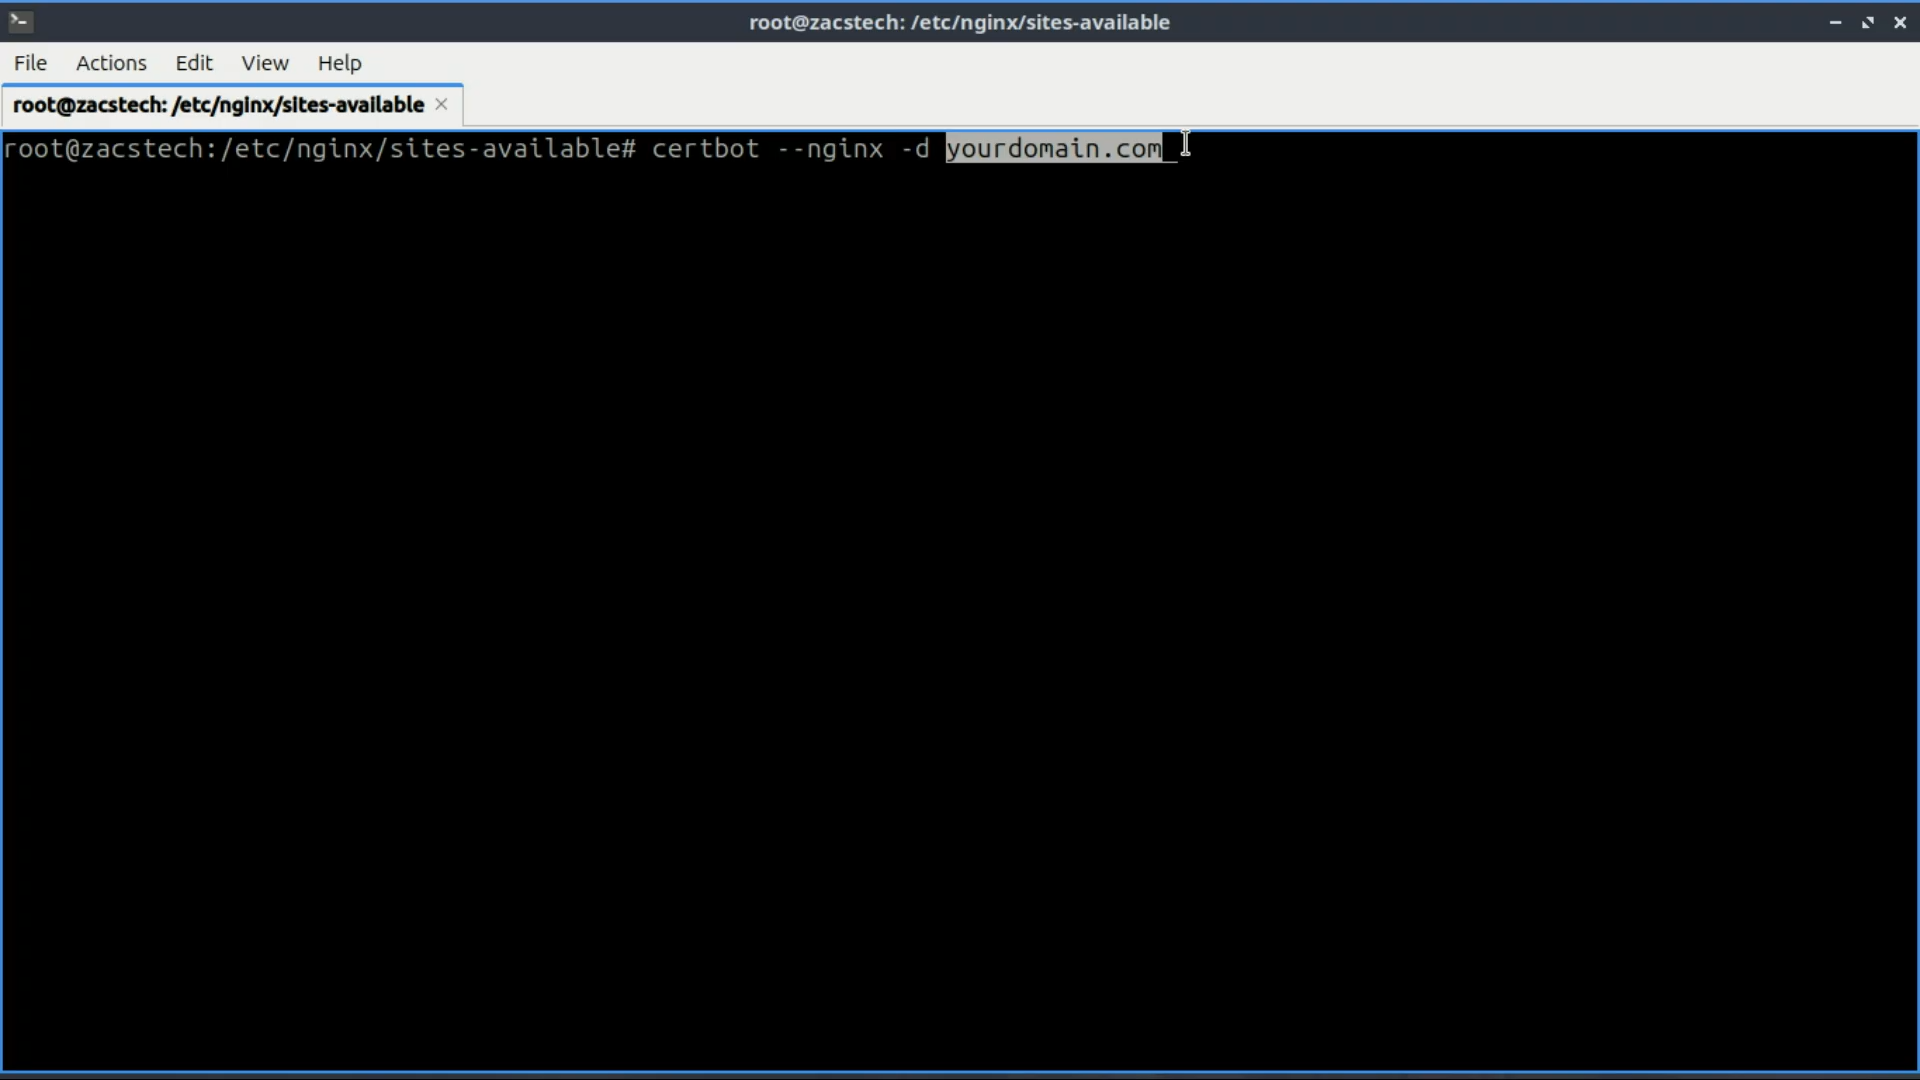 root@zacstech: /etc/nginx/sites-available
File Actions Edit View Help
root@zacstech: /etc/nginx/sites-available
root@zacstech:/etc/nginx/sites-available# certbot --nginx -d yourdomain.com